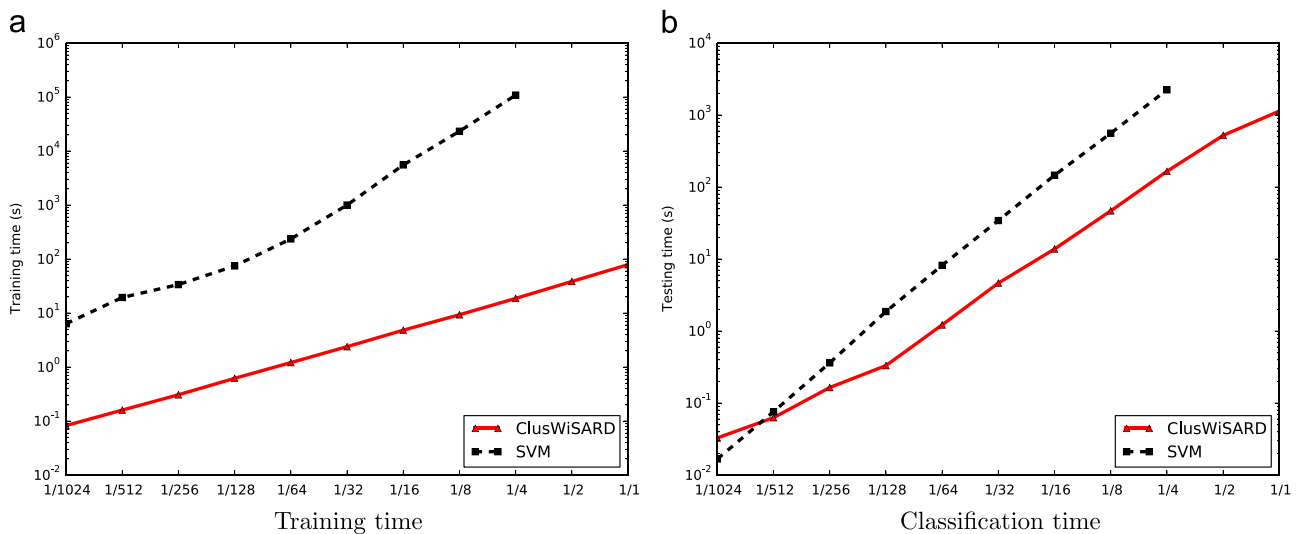 a
10^6
10^5
10^4
10^3
10^2
10^1
10^0
10^-1
10^-2
Training time (s)
ClusWiSARD
SVM
1/1024 1/512 1/256 1/128 1/64 1/32 1/16 1/8 1/4 1/2 1/1
Training time
b
10^4
10^3
10^2
10^1
10^0
10^-1
10^-2
Testing time (s)
ClusWiSARD
SVM
1/1024 1/512 1/256 1/128 1/64 1/32 1/16 1/8 1/4 1/2 1/1
Classification time